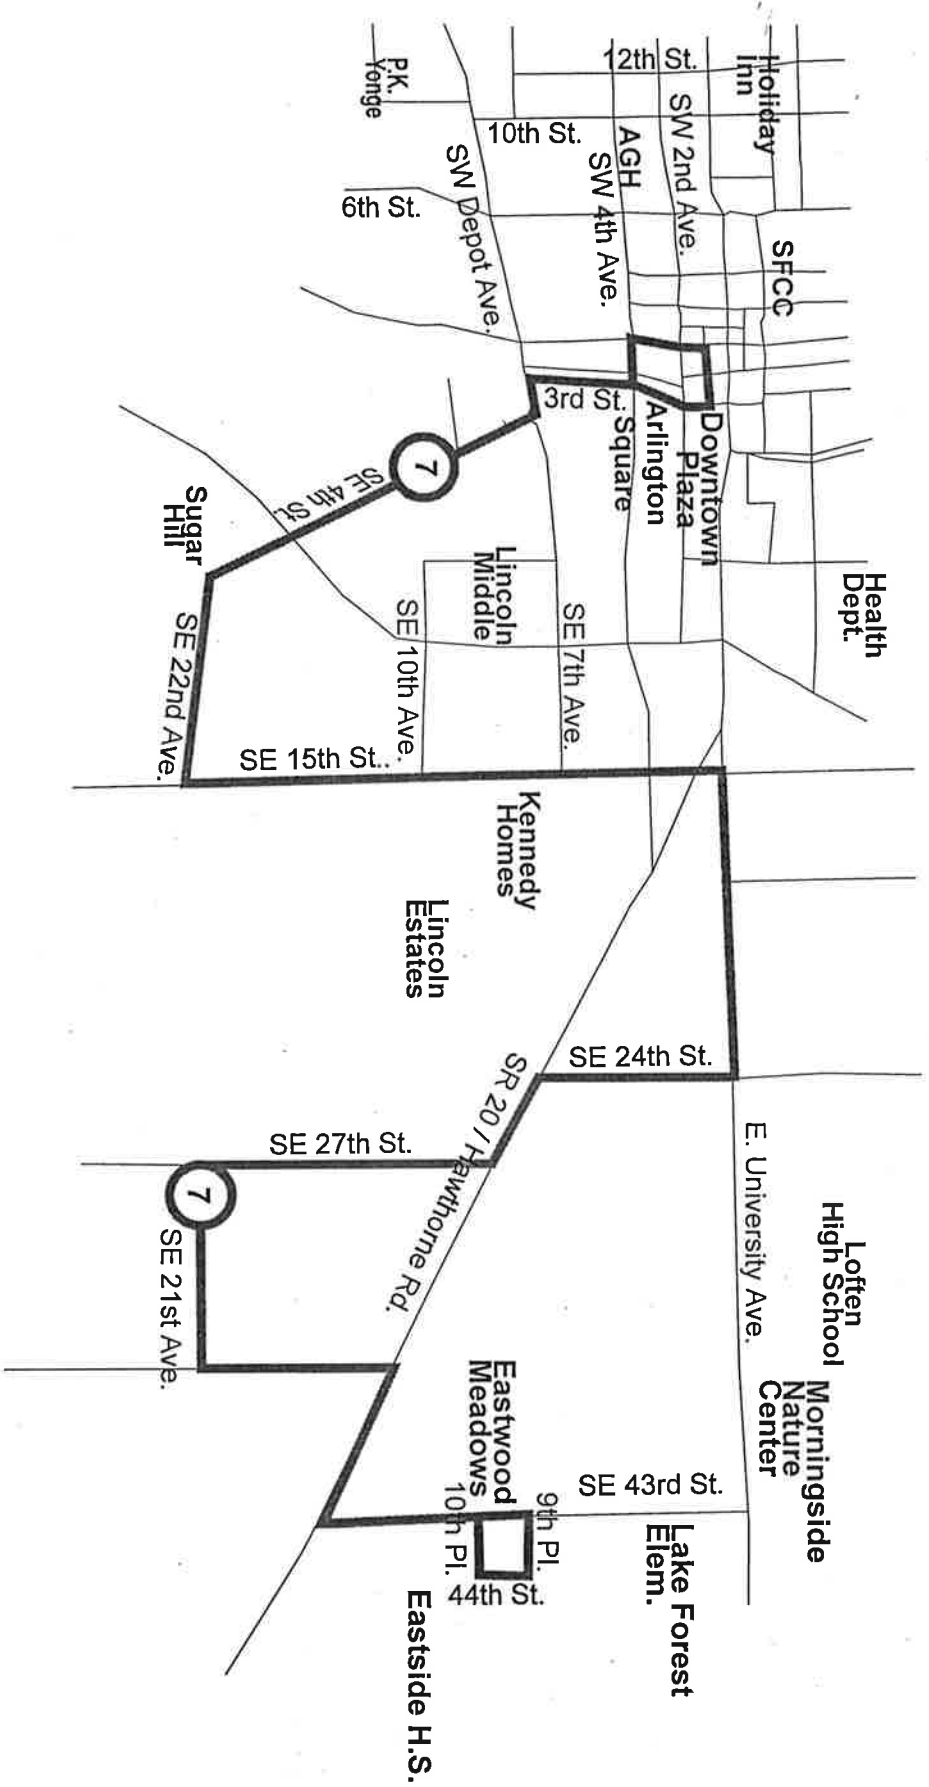 12th St.
Holiday
Inn
P.K.
Yonge
10th St.
SW 2nd Ave.
AGH
SW 4th Ave.
SW Depot Ave.
6th St.
SFCC
3rd St.
Downtown
Plaza
Arlington
Square
7
SE 4th St.
Sugar
Hill
Lincoln
Middle
Health
Dept.
SE 7th Ave.
SE 10th Ave.
SE 22nd Ave.
SE 15th St..
Kennedy
Homes
Lincoln
Estates
SE 24th St.
SR 20 / Hawthorne Rd.
SE 27th St.
E. University Ave.
7
SE 21st Ave.
Loften
High School
Morningside
Nature
Center
Eastwood
Meadows
SE 43rd St.
9th Pl.
10th Pl.
44th St.
Lake Forest
Elem.
Eastside H.S.